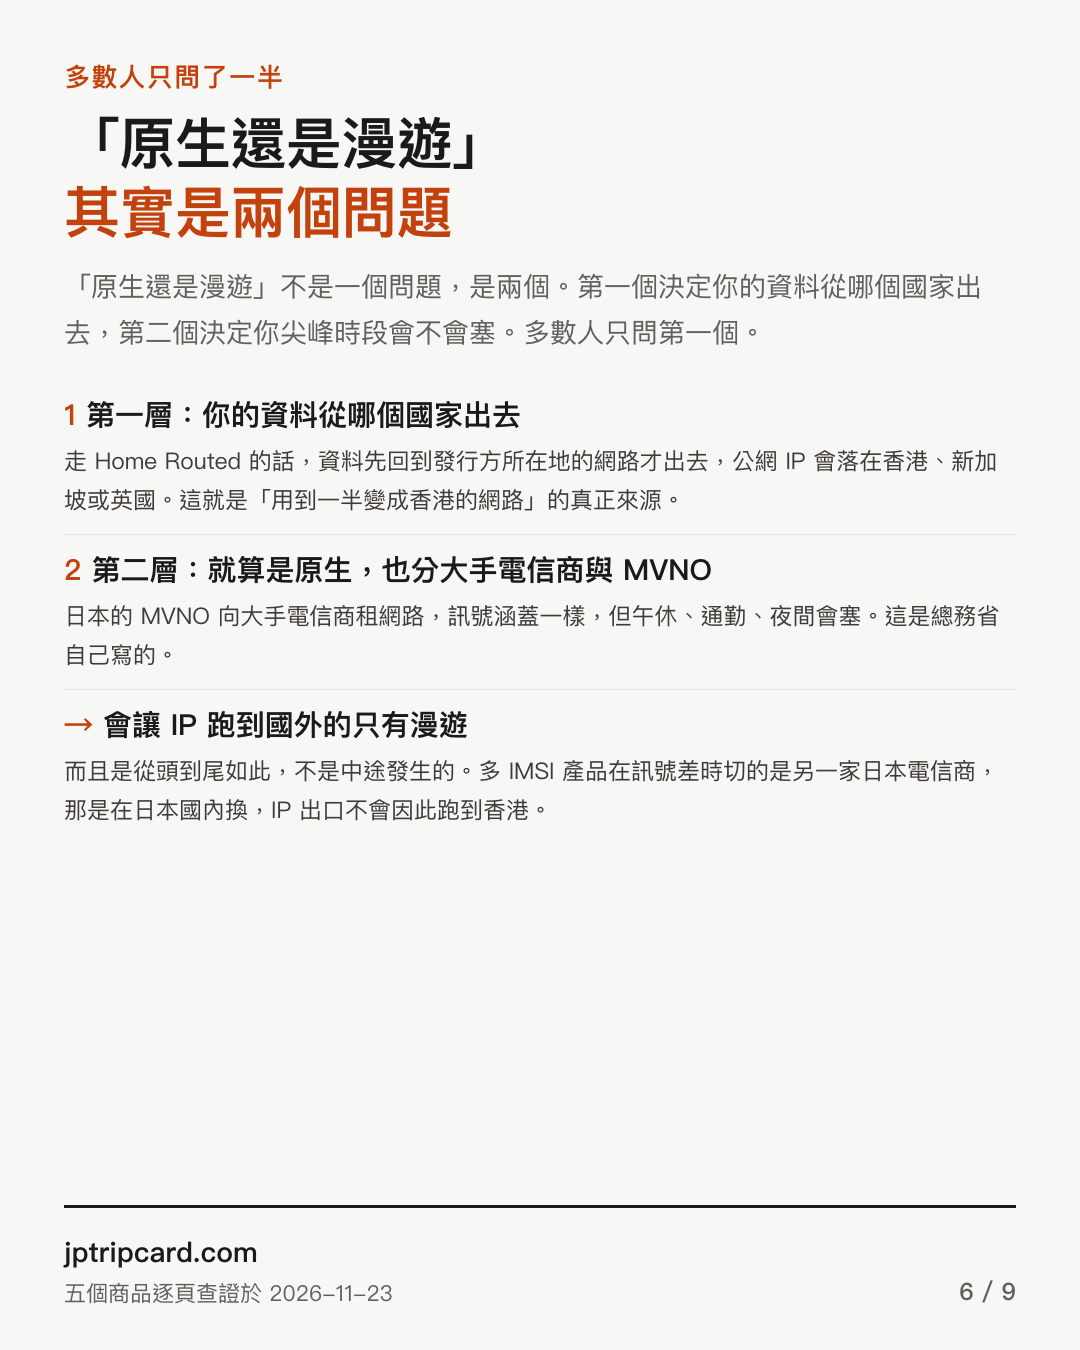 多數人只問了一半
「原生還是漫遊」
其實是兩個問題
「原生還是漫遊」不是一個問題，是兩個。第一個決定你的資料從哪個國家出
去，第二個決定你尖峰時段會不會塞。多數人只問第一個。
1 第一層：你的資料從哪個國家出去
走 Home Routed 的話，資料先回到發行方所在地的網路才出去，公網 IP 會落在香港、新加
坡或英國。這就是「用到一半變成香港的網路」的真正來源。
2 第二層：就算是原生，也分大手電信商與 MVNO
日本的 MVNO 向大手電信商租網路，訊號涵蓋一樣，但午休、通勤、夜間會塞。這是總務省
自己寫的。
→ 會讓 IP 跑到國外的只有漫遊
而且是從頭到尾如此，不是中途發生的。多 IMSI 產品在訊號差時切的是另一家日本電信商，
那是在日本國內換，IP 出口不會因此跑到香港。
jptripcard.com
五個商品逐頁查證於 2026-11-23
6 / 9